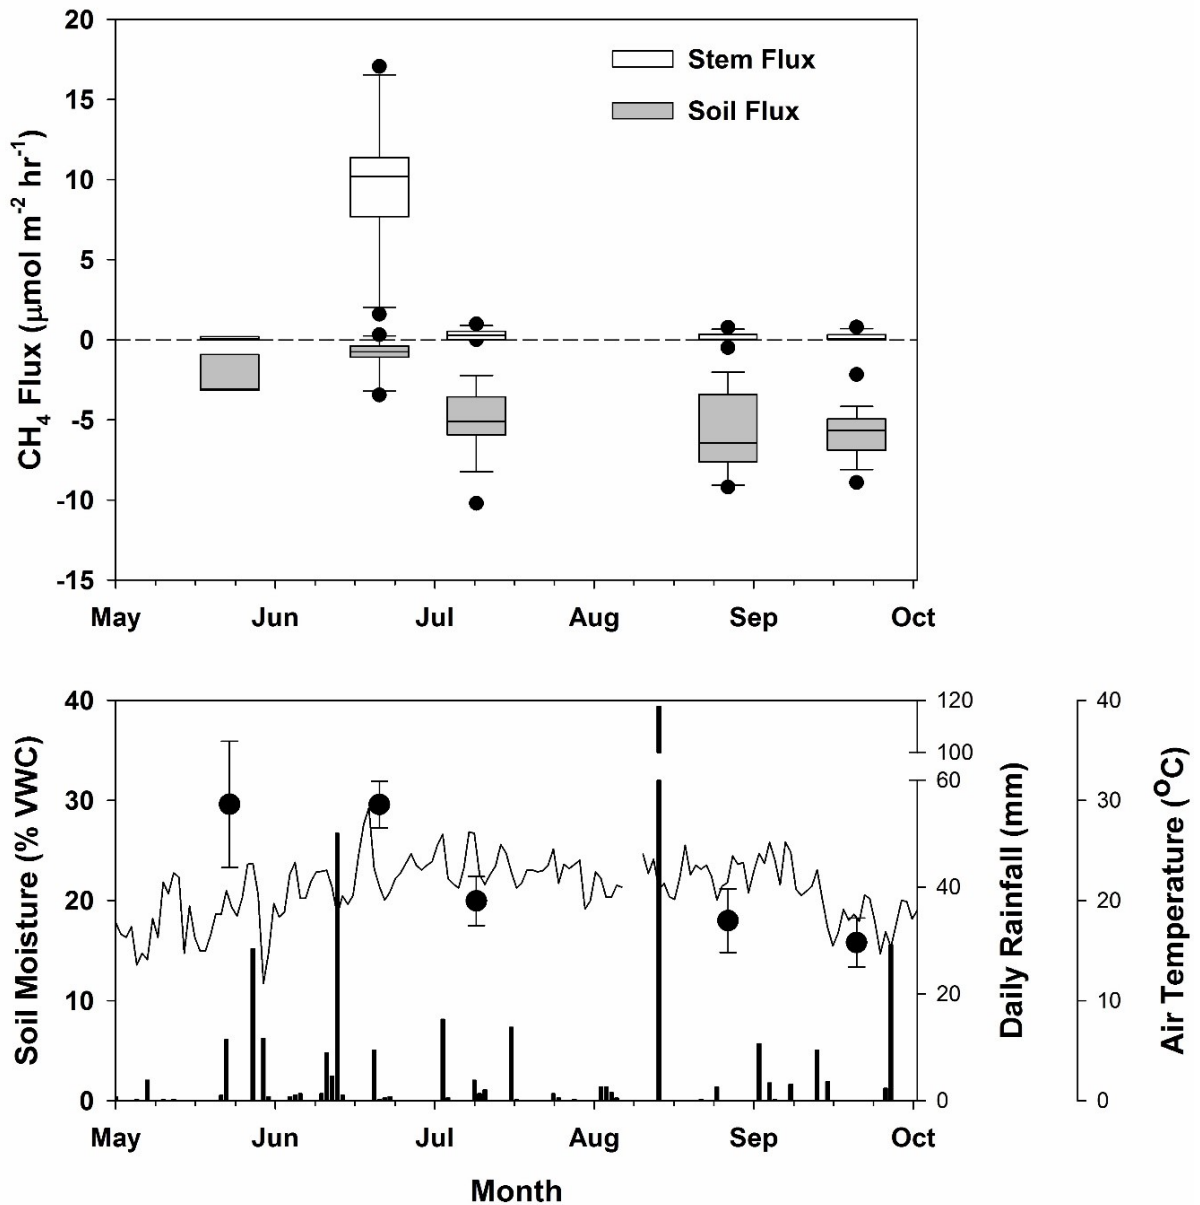 20
15
10
5
0
-5
-10
-15
CH4 Flux (μmol m-2 hr-1)
Stem Flux
Soil Flux
May Jun Jul Aug Sep Oct
40
30
20
10
0
Soil Moisture (% VWC)
120
100
60
40
20
0
Daily Rainfall (mm)
40
30
20
10
0
Air Temperature (oC)
May Jun Jul Aug Sep Oct
Month